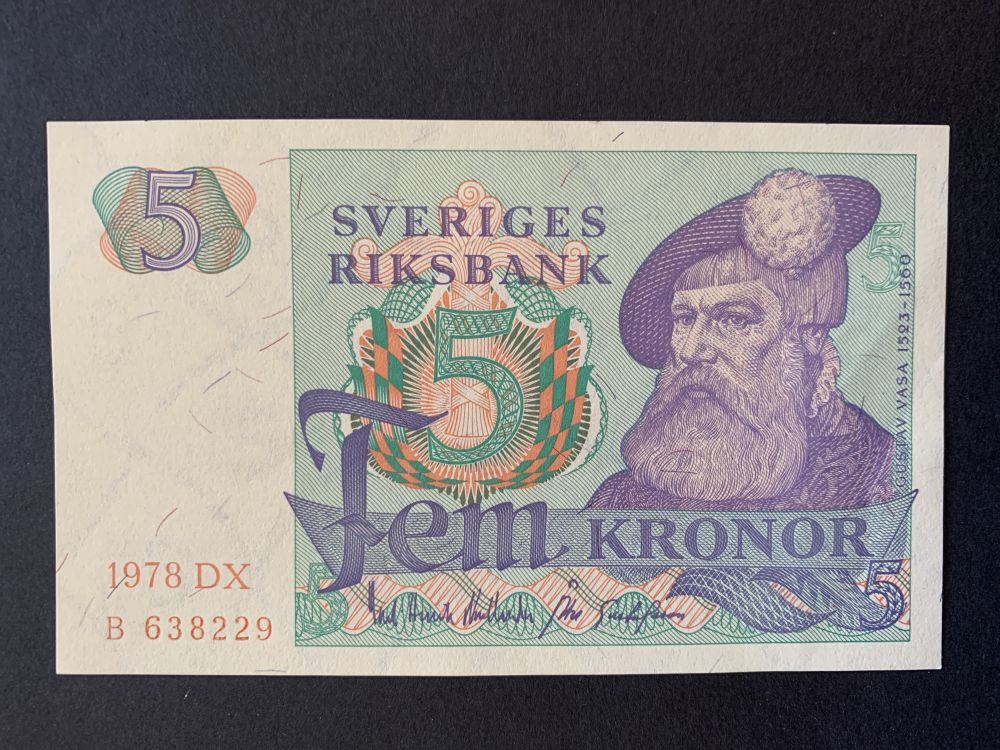 5
SVERIGES
RIKSBANK
5
5
GUSTAV VASA 1523-1560
Fem KRONOR
1978 DX
B 638229
5
5